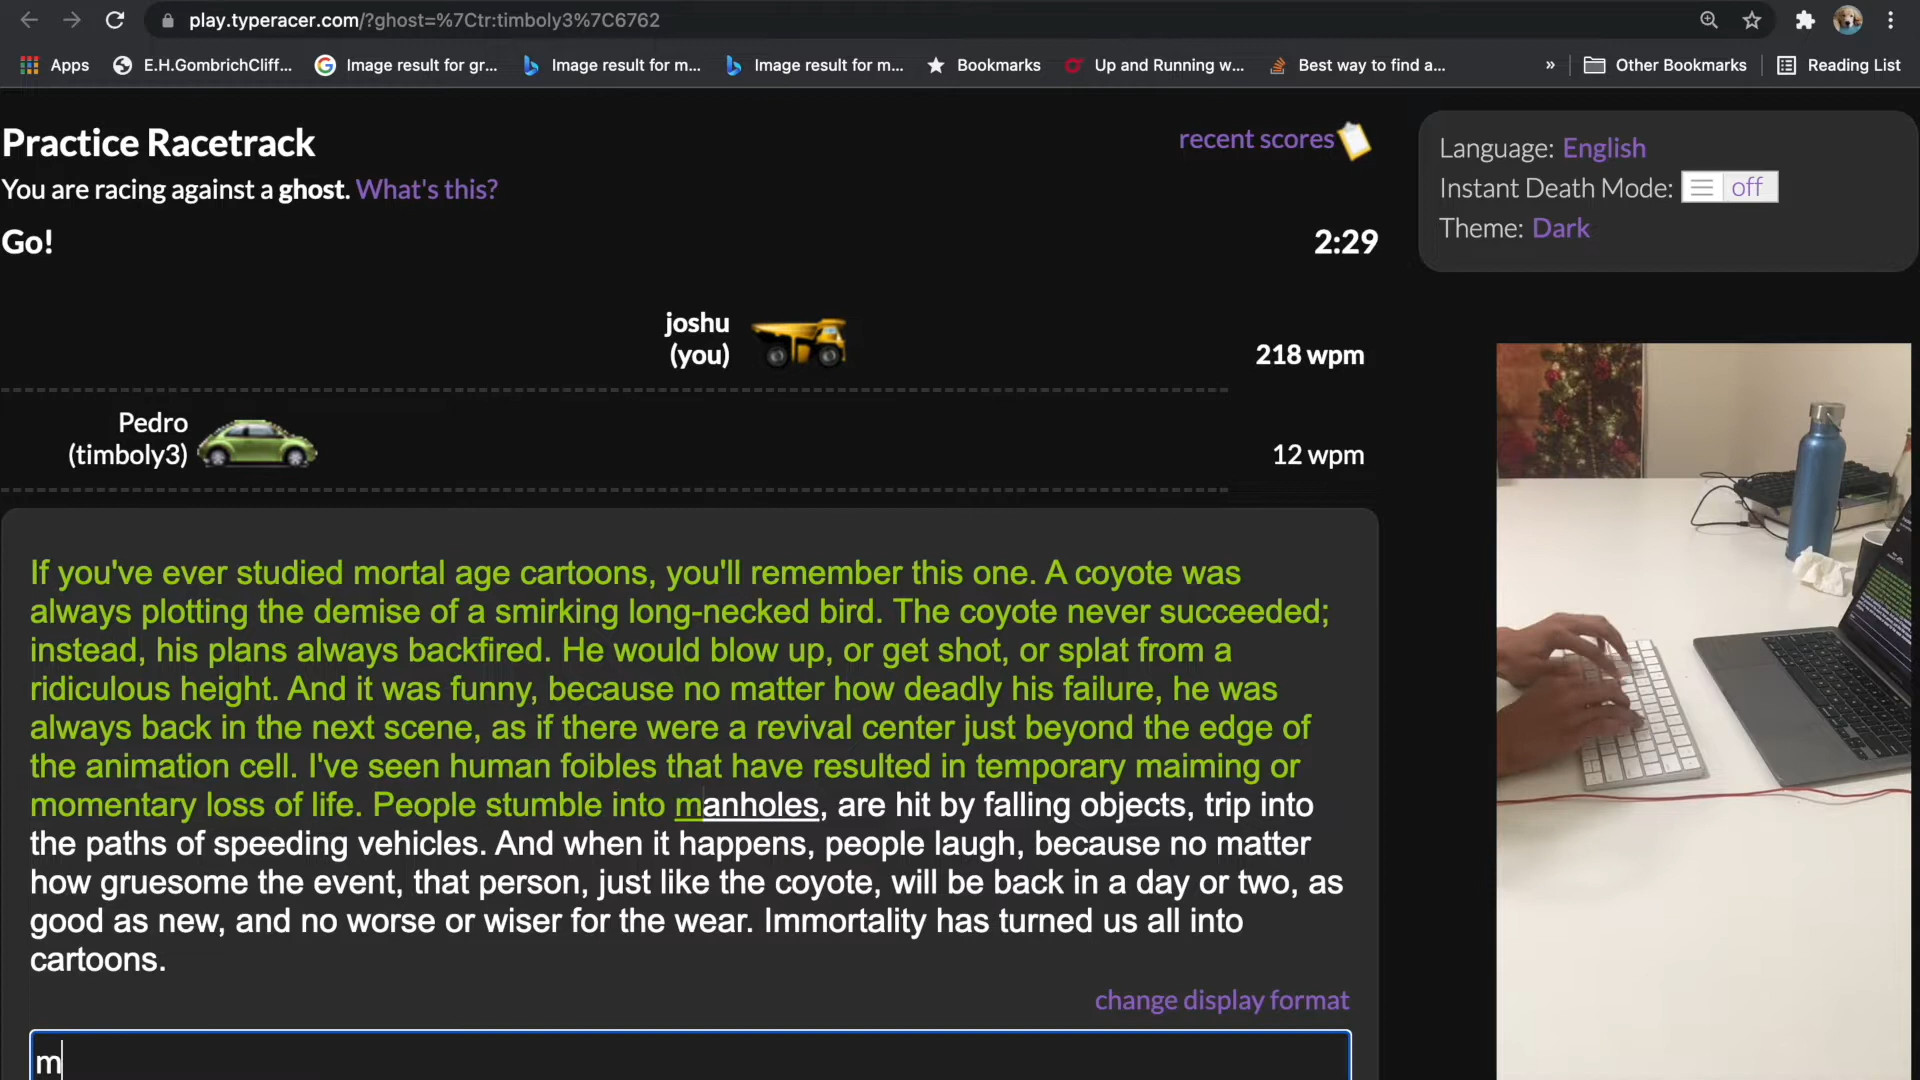 play.typeracer.com/?ghost=%7Ctr:timboly3%7C6762
Apps
E.H.GombrichCliff...
Image result for gr...
Image result for m...
Image result for m...
Bookmarks
Up and Running w...
Best way to find a...
»
Other Bookmarks
Reading List
Practice Racetrack
recent scores
You are racing against a ghost. What's this?
Go!
2:29
joshu
(you)
218 wpm
Pedro
(timboly3)
12 wpm
If you've ever studied mortal age cartoons, you'll remember this one. A coyote was
always plotting the demise of a smirking long-necked bird. The coyote never succeeded;
instead, his plans always backfired. He would blow up, or get shot, or splat from a
ridiculous height. And it was funny, because no matter how deadly his failure, he was
always back in the next scene, as if there were a revival center just beyond the edge of
the animation cell. I've seen human foibles that have resulted in temporary maiming or
momentary loss of life. People stumble into manholes, are hit by falling objects, trip into
the paths of speeding vehicles. And when it happens, people laugh, because no matter
how gruesome the event, that person, just like the coyote, will be back in a day or two, as
good as new, and no worse or wiser for the wear. Immortality has turned us all into
cartoons.
change display format
m
Language: English
Instant Death Mode: off
Theme: Dark